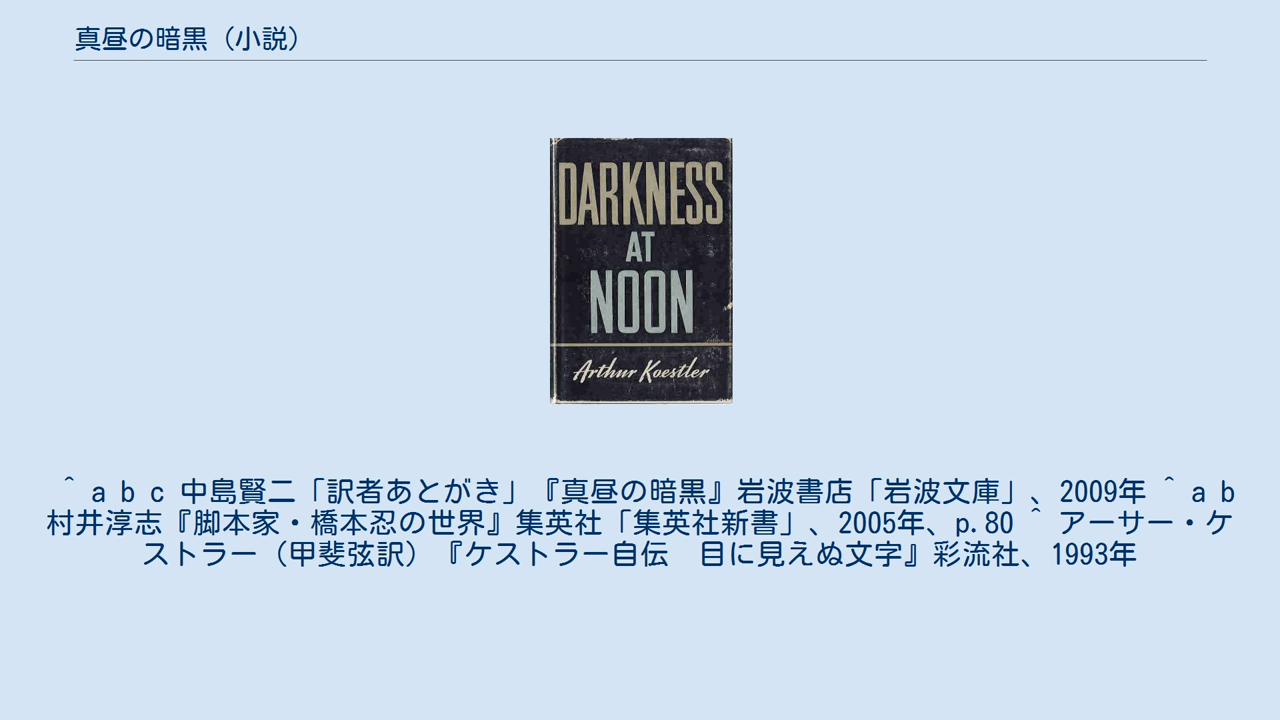 真昼の暗黒（小説）
DARKNESS
AT
NOON
Arthur Koestler
^ a b c 中島賢二「訳者あとがき」『真昼の暗黒』岩波書店「岩波文庫」、2009年 ^ a b
村井淳志『脚本家・橋本忍の世界』集英社「集英社新書」、2005年、p.80 ^ アーサー・ケ
ストラー（甲斐弦訳）『ケストラー自伝　目に見えぬ文字』彩流社、1993年